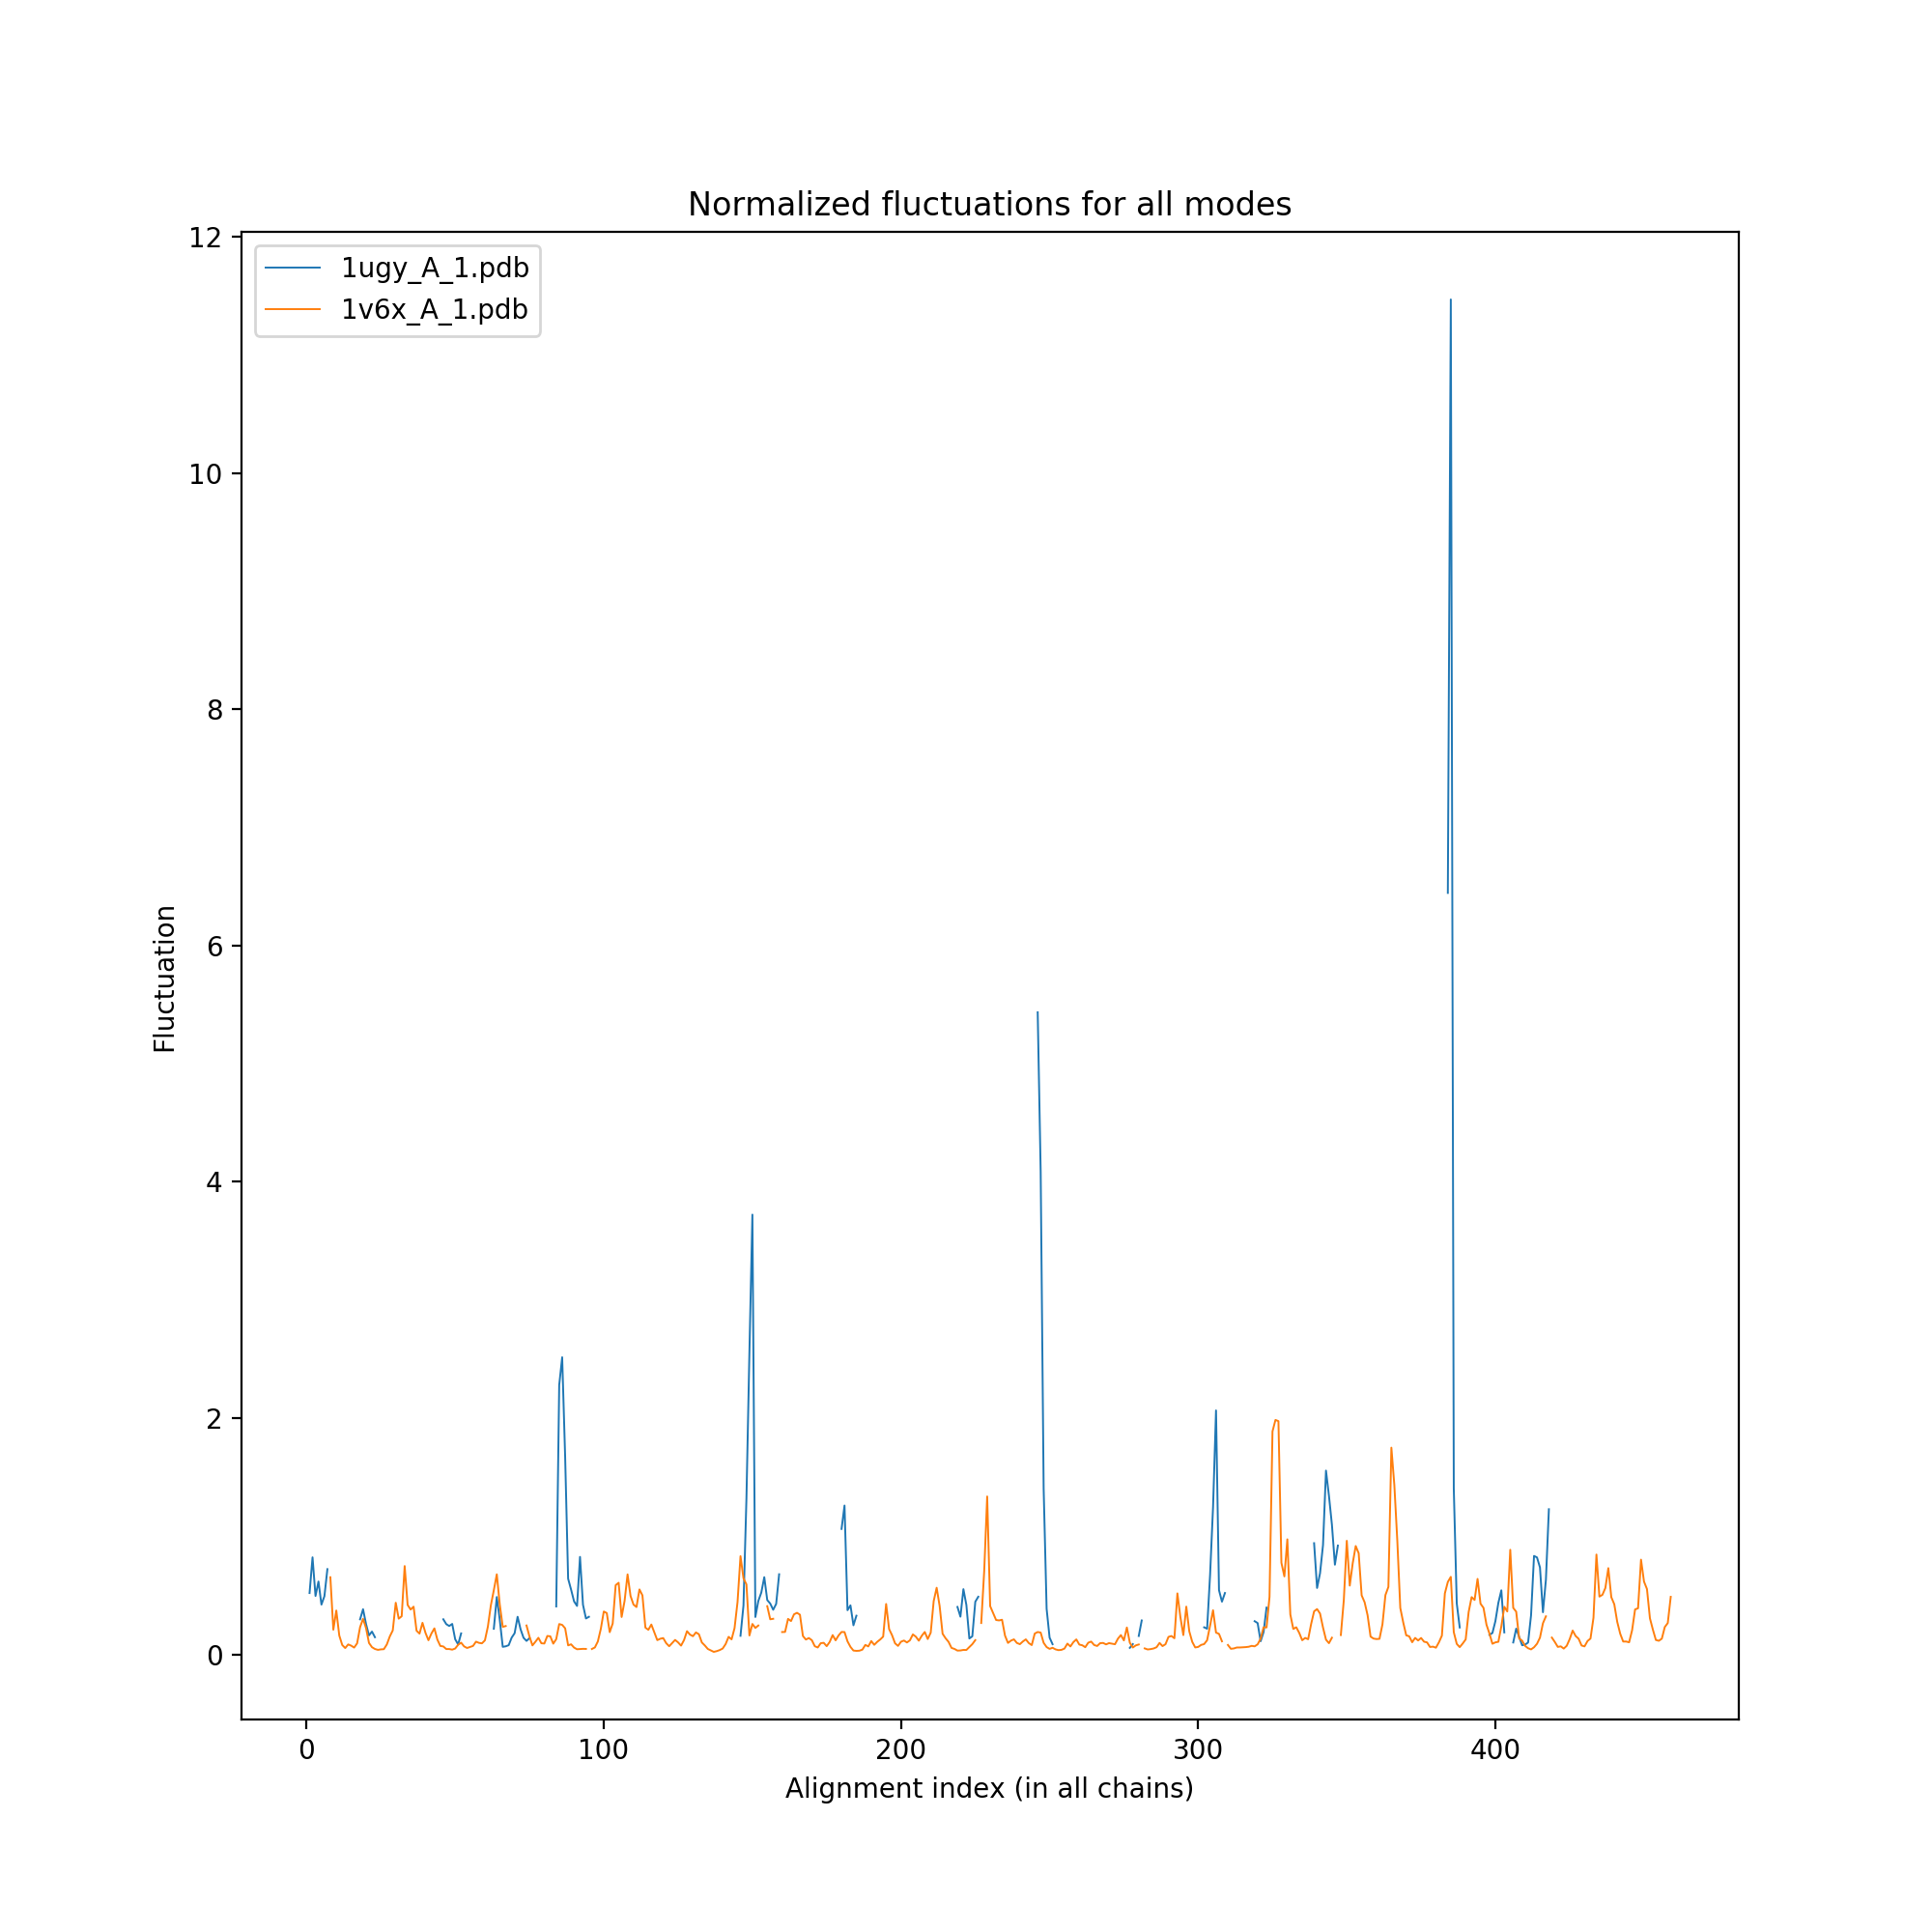 Normalized fluctuations for all modes
12
1ugy_A_1.pdb
1v6x_A_1.pdb
10
8
6
4
2
0
Fluctuation
0 100 200 300 400
Alignment index (in all chains)